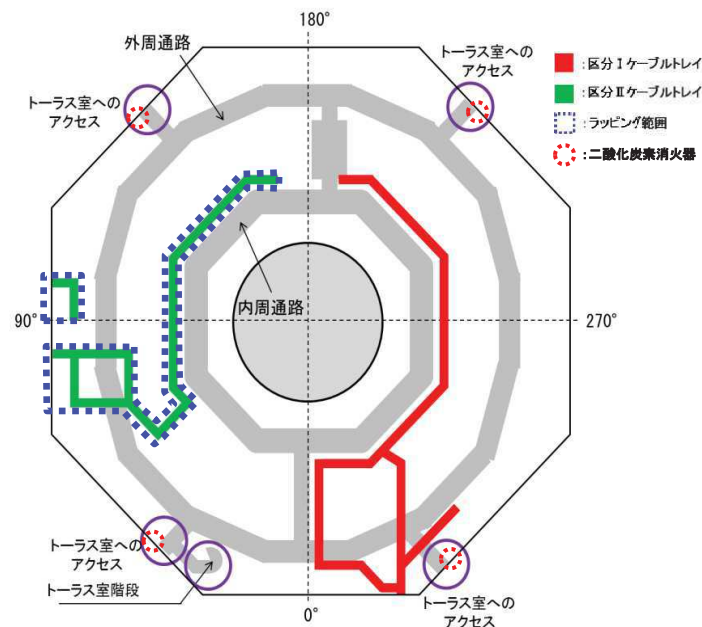 180°
外周通路
トーラス室への
アクセス
トーラス室への
アクセス
:区分Ⅰケーブルトレイ
:区分Ⅱケーブルトレイ
:ラッピング範囲
:二酸化炭素消火器
内周通路
90°
270°
トーラス室への
アクセス
トーラス室階段
0°
トーラス室への
アクセス